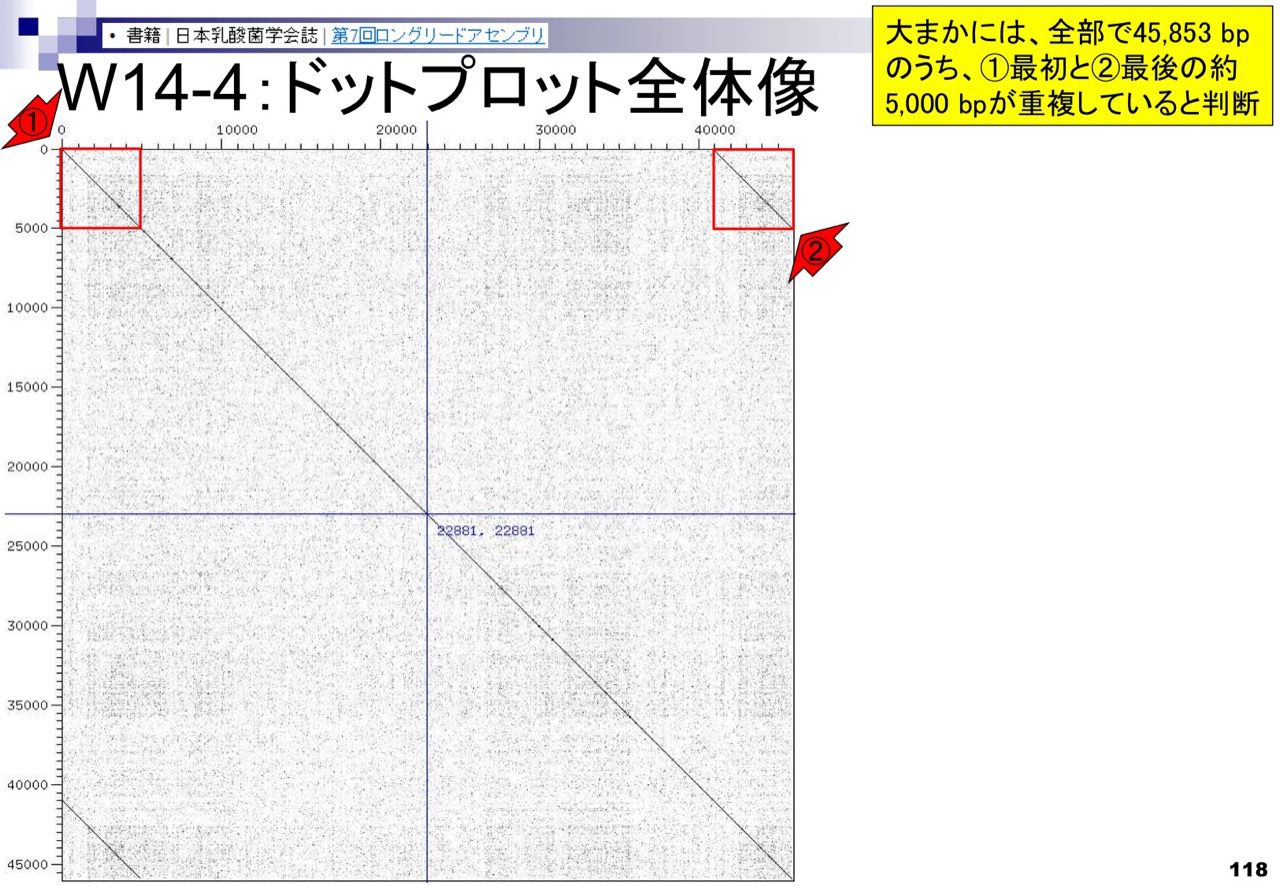 • 書籍 | 日本乳酸菌学会誌 | 第7回ロングリードアセンブリ
W14-4:ドットプロット全体像
大まかには、全部で45,853 bp
のうち、①最初と②最後の約
5,000 bpが重複していると判断
①
0 10000 20000 30000 40000
0
5000
②
10000
15000
20000
22881, 22881
25000
30000
35000
40000
45000
118